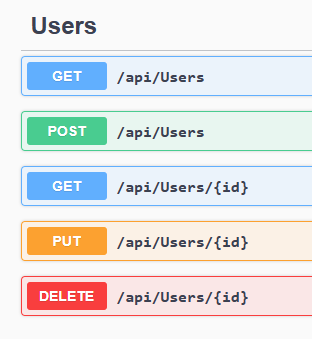 Users
GET /api/Users
POST /api/Users
GET /api/Users/{id}
PUT /api/Users/{id}
DELETE /api/Users/{id}